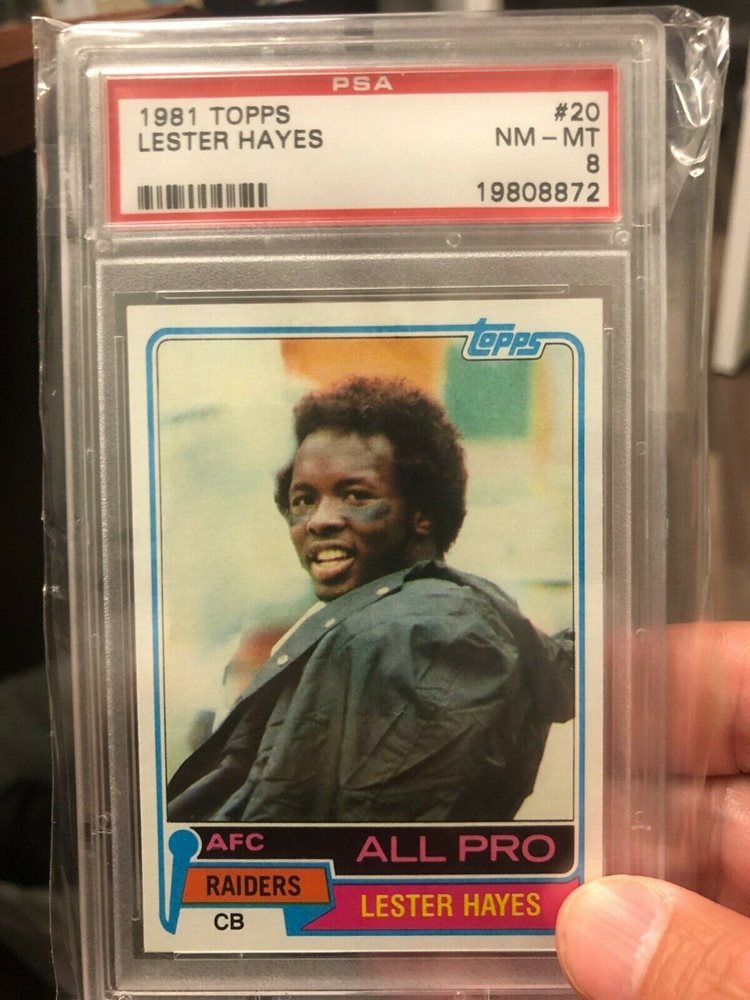 PSA
1981 TOPPS #20
LESTER HAYES NM - MT
8
19808872
topps
AFC ALL PRO
RAIDERS
LESTER HAYES
CB